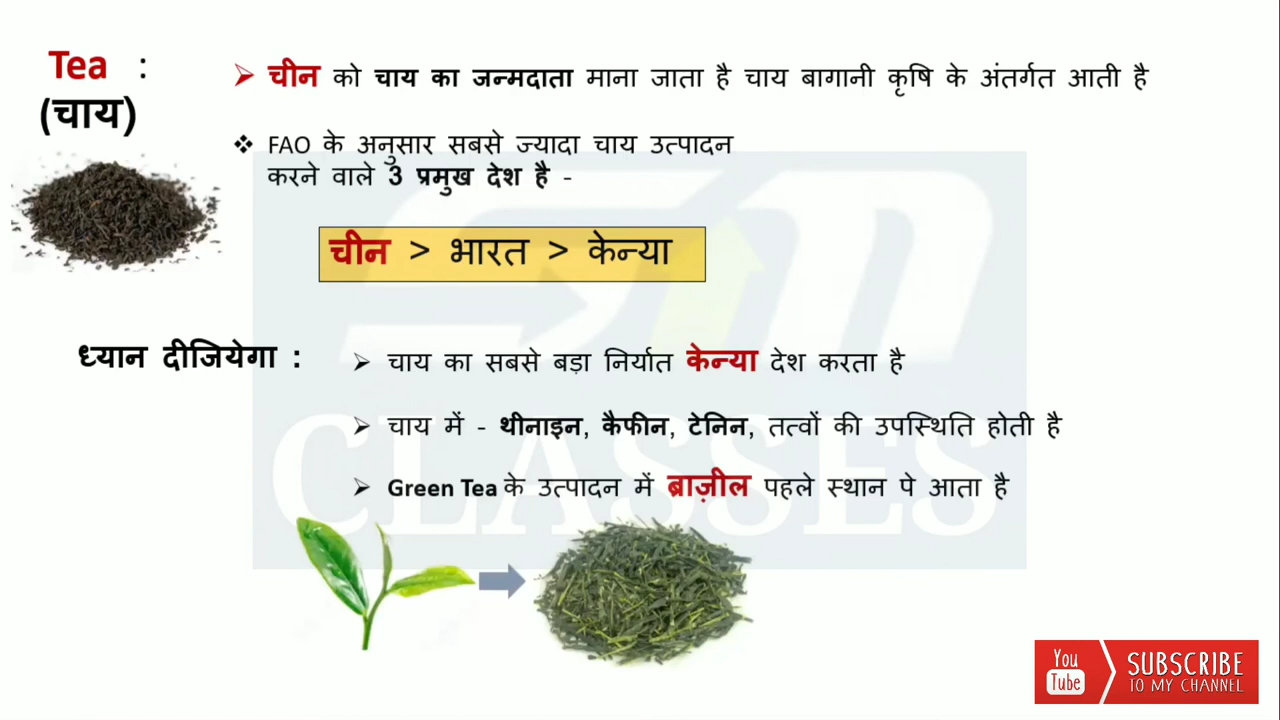 Tea :
(चाय)
➢ चीन को चाय का जन्मदाता माना जाता है चाय बागानी कृषि के अंतर्गत आती है
❖ FAO के अनुसार सबसे ज्यादा चाय उत्पादन
करने वाले 3 प्रमुख देश है -
चीन > भारत > केन्या
ध्यान दीजियेगा :
➢ चाय का सबसे बड़ा निर्यात केन्या देश करता है
➢ चाय में - थीनाइन, कैफीन, टेनिन, तत्वों की उपस्थिति होती है
➢ Green Tea के उत्पादन में ब्राज़ील पहले स्थान पे आता है
CLASSES
You
Tube
SUBSCRIBE
TO MY CHANNEL